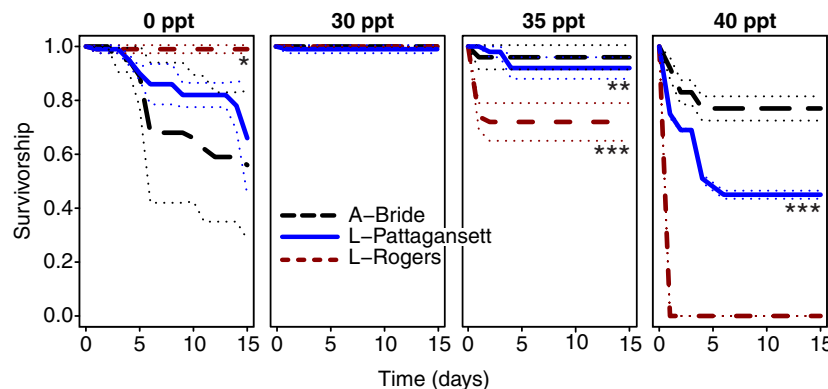 0 ppt 30 ppt 35 ppt 40 ppt
1.0
0.8
0.6
0.4
0.2
0.0
Survivorship
*
**
***
***
A−Bride
L−Pattagansett
L−Rogers
0 5 10 15 0 5 10 15 0 5 10 15 0 5 10 15
Time (days)